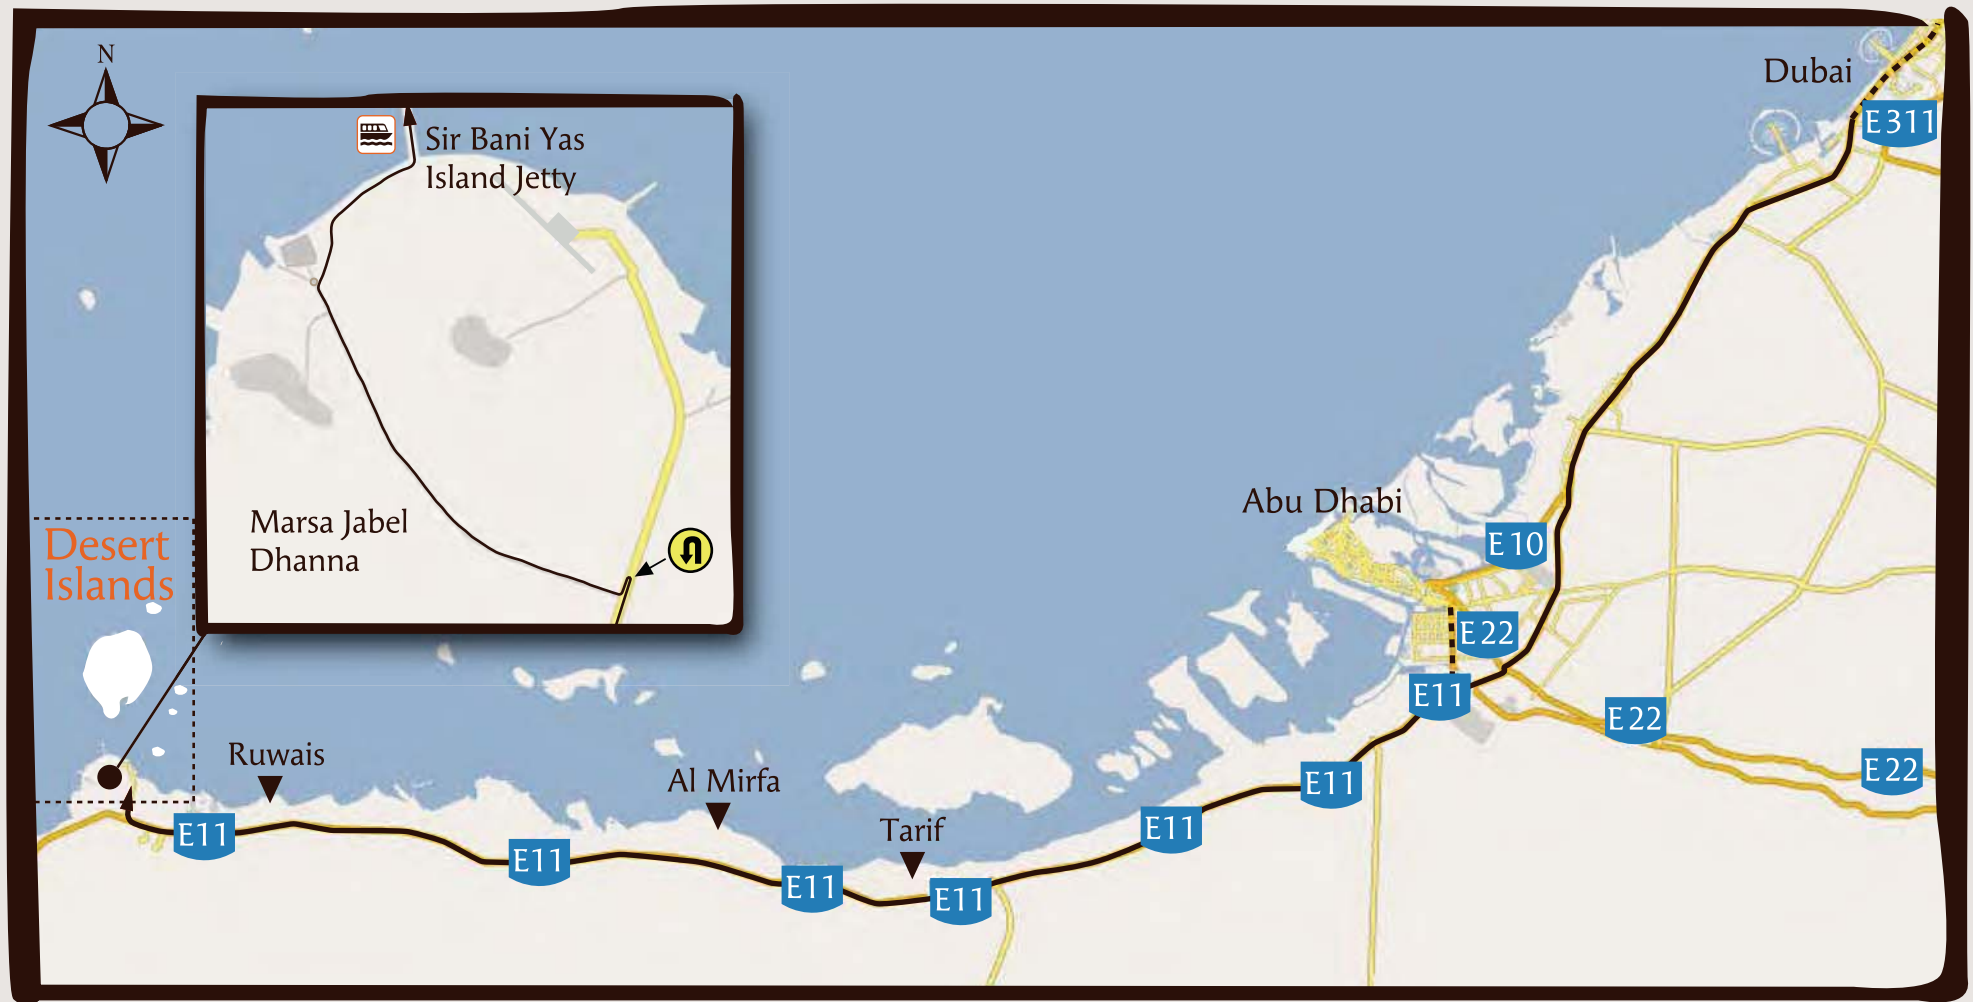 N
Dubai
E311
Sir Bani Yas
Island Jetty
Marsa Jabel
Dhanna
Abu Dhabi
E10
Desert
Islands
E22
E11
E22
Ruwais
Al Mirfa
E22
E11
Tarif
E11
E11
E11
E11
E11